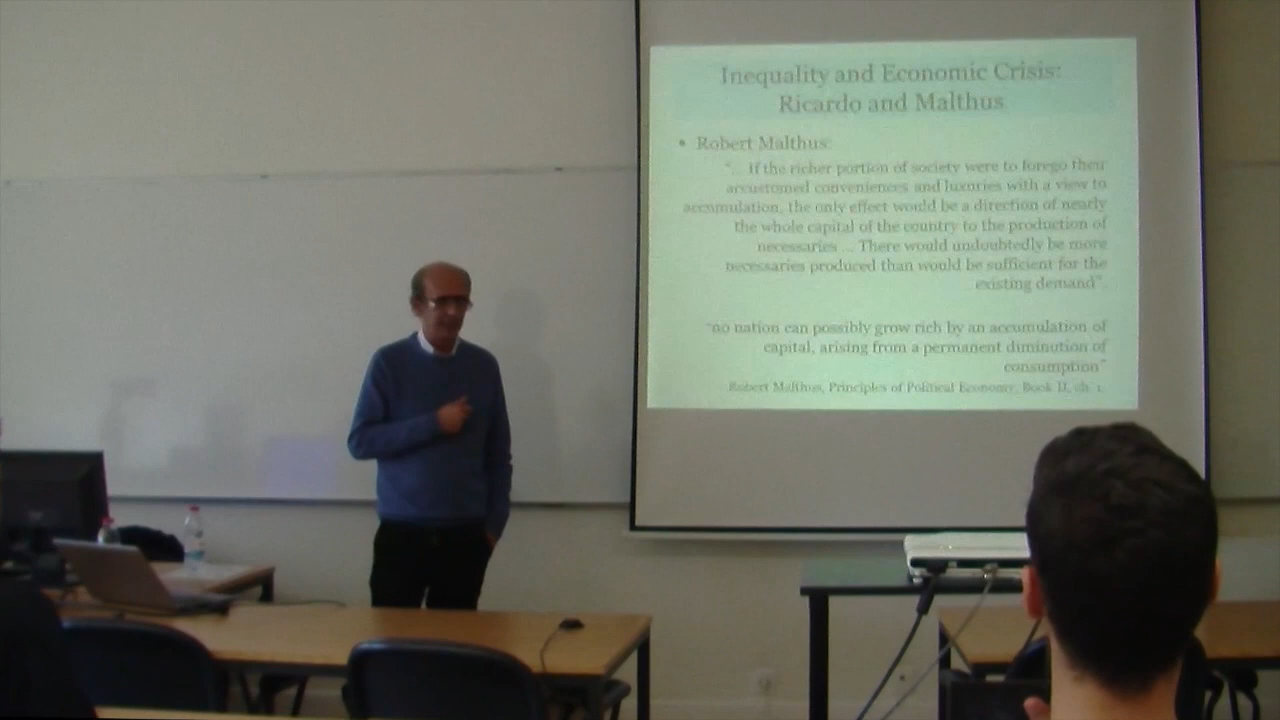 Inequality and Economic Crisis:
Ricardo and Malthus
• Robert Malthus:
“... If the richer portion of society were to forego their
accustomed conveniences and luxuries with a view to
accumulation, the only effect would be a direction of nearly
the whole capital of the country to the production of
necessaries ... There would undoubtedly be more
necessaries produced than would be sufficient for the
existing demand”.
“no nation can possibly grow rich by an accumulation of
capital, arising from a permanent diminution of
consumption”
Robert Malthus, Principles of Political Economy, Book II, ch. 1.